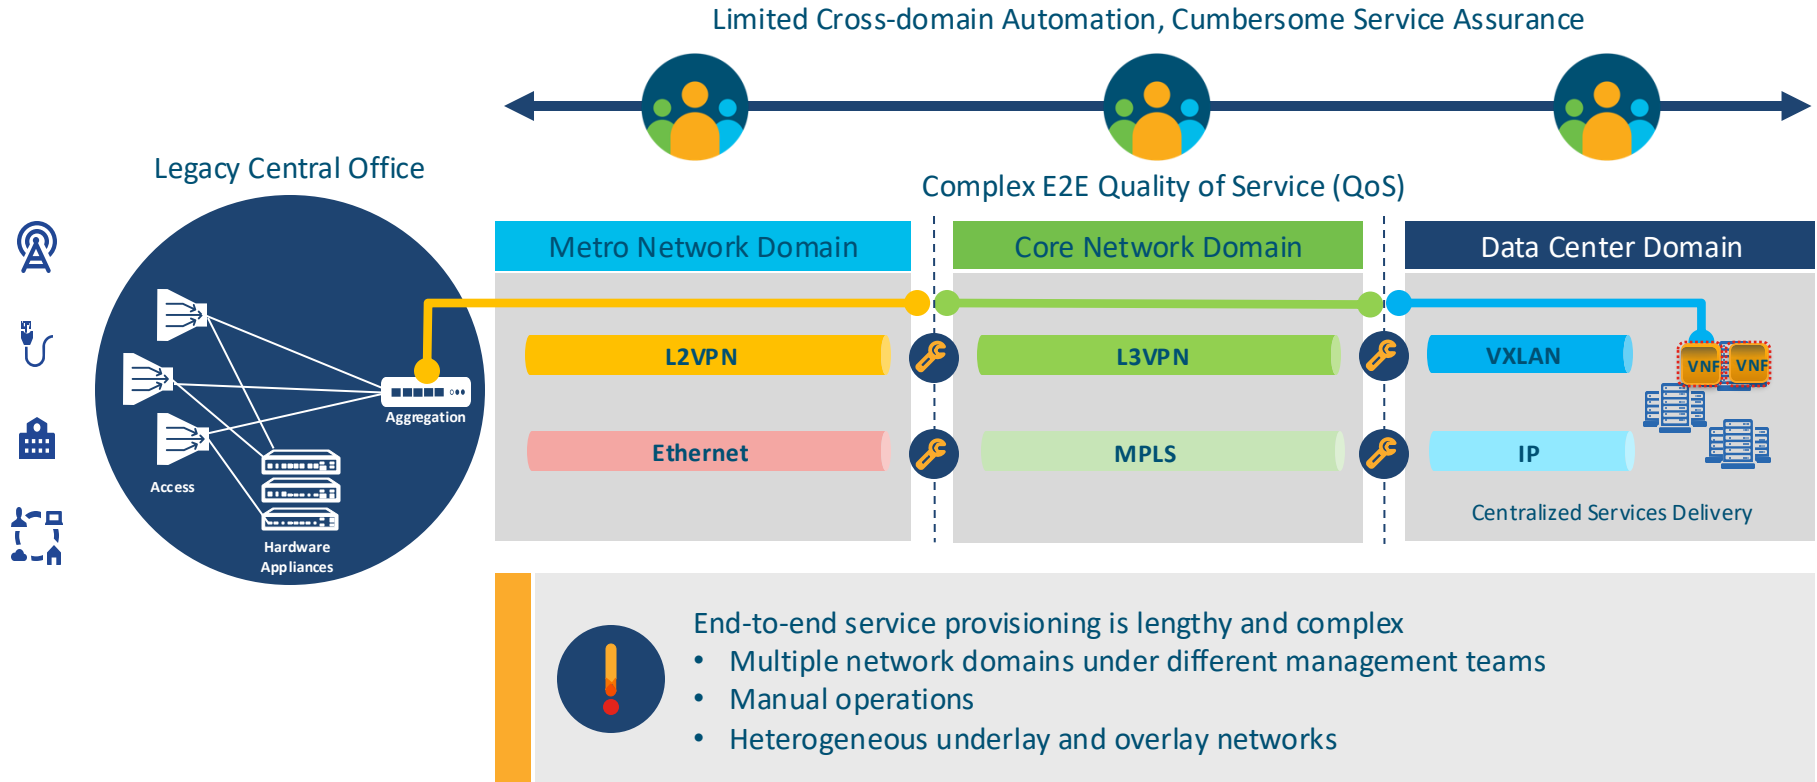 Limited Cross-domain Automation, Cumbersome Service Assurance
Legacy Central Office
Complex E2E Quality of Service (QoS)
Metro Network Domain
Core Network Domain
Data Center Domain
L2VPN
L3VPN
VXLAN
VNF
VNF
Aggregation
Ethernet
MPLS
IP
Access
Centralized Services Delivery
Hardware
Appliances
End-to-end service provisioning is lengthy and complex
• Multiple network domains under different management teams
• Manual operations
• Heterogeneous underlay and overlay networks